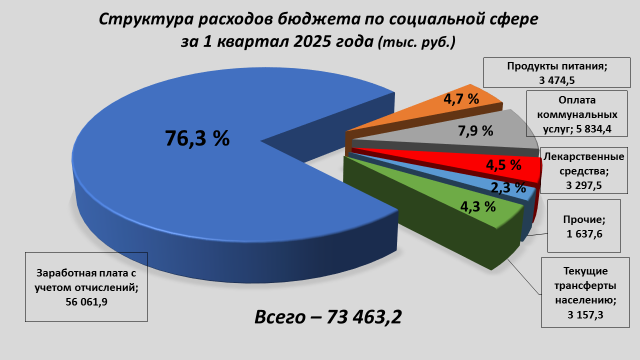 Структура расходов бюджета по социальной сфере
за 1 квартал 2025 года (тыс. руб.)
Продукты питания;
3 474,5
4,7 %
Оплата
коммунальных
услуг; 5 834,4
7,9 %
76,3 %
Лекарственные
средства;
3 297,5
4,5 %
2,3 %
4,3 %
Прочие;
1 637,6
Заработная плата с
учетом отчислений;
56 061,9
Текущие
трансферты
населению;
3 157,3
Всего – 73 463,2